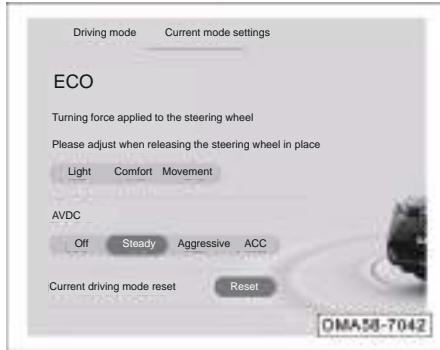 Driving mode Current mode settings
ECO
Turning force applied to the steering wheel
Please adjust when releasing the steering wheel in place
Light Comfort Movement
AVDC
Off Steady Aggressive ACC
Current driving mode reset Reset
DMA58-7042